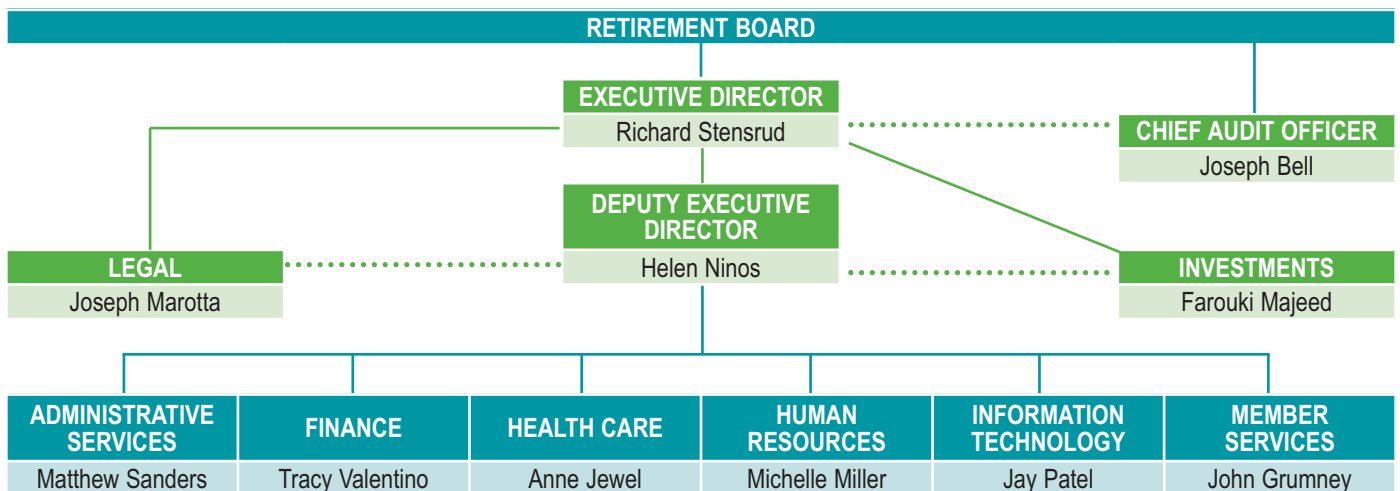 RETIREMENT BOARD
EXECUTIVE DIRECTOR
Richard Stensrud
CHIEF AUDIT OFFICER
Joseph Bell
DEPUTY EXECUTIVE
DIRECTOR
Helen Ninos
LEGAL
Joseph Marotta
INVESTMENTS
Farouki Majeed
ADMINISTRATIVE
SERVICES
Matthew Sanders
FINANCE
Tracy Valentino
HEALTH CARE
Anne Jewel
HUMAN
RESOURCES
Michelle Miller
INFORMATION
TECHNOLOGY
Jay Patel
MEMBER
SERVICES
John Grumney